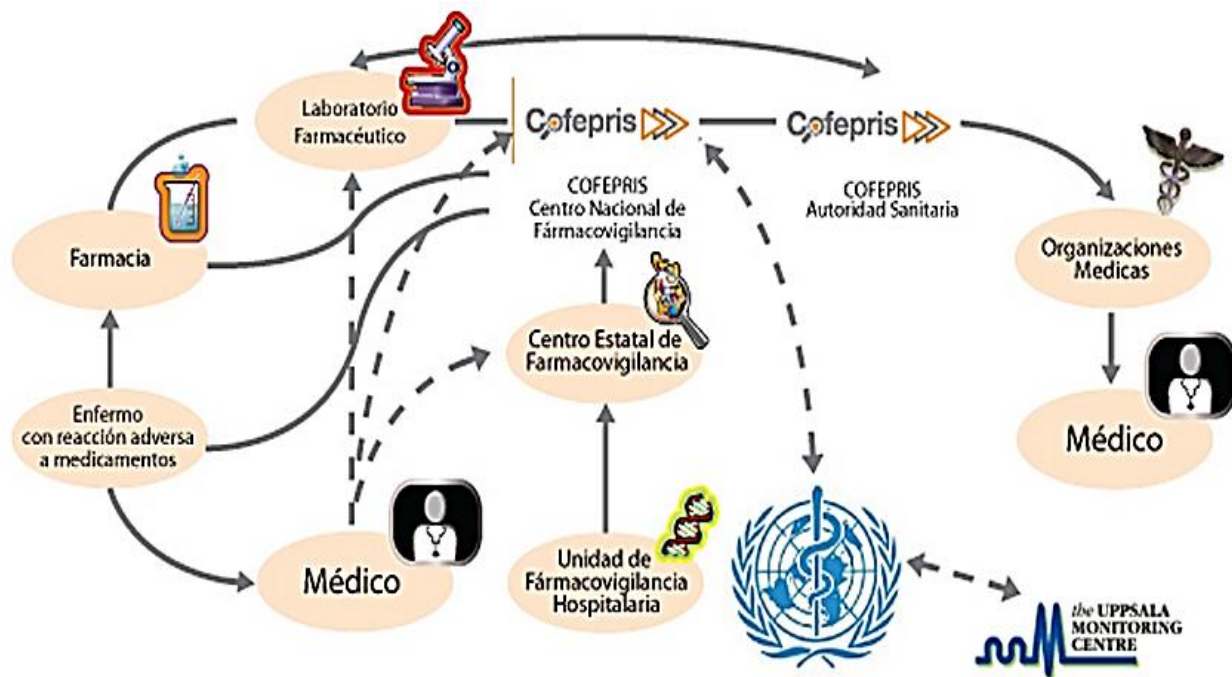 Laboratorio
Farmacéutico
Cofepris
Cofepris
COFEPRIS
Centro Nacional de
Fármacovigilancia
COFEPRIS
Autoridad Sanitaria
Farmacia
Organizaciones
Medicas
Centro Estatal de
Farmacovigilancia
Enfermo
con reacción adversa
a medicamentos
Médico
Médico
Unidad de
Fármacovigilancia
Hospitalaria
the UPPSALA
MONITORING
CENTRE